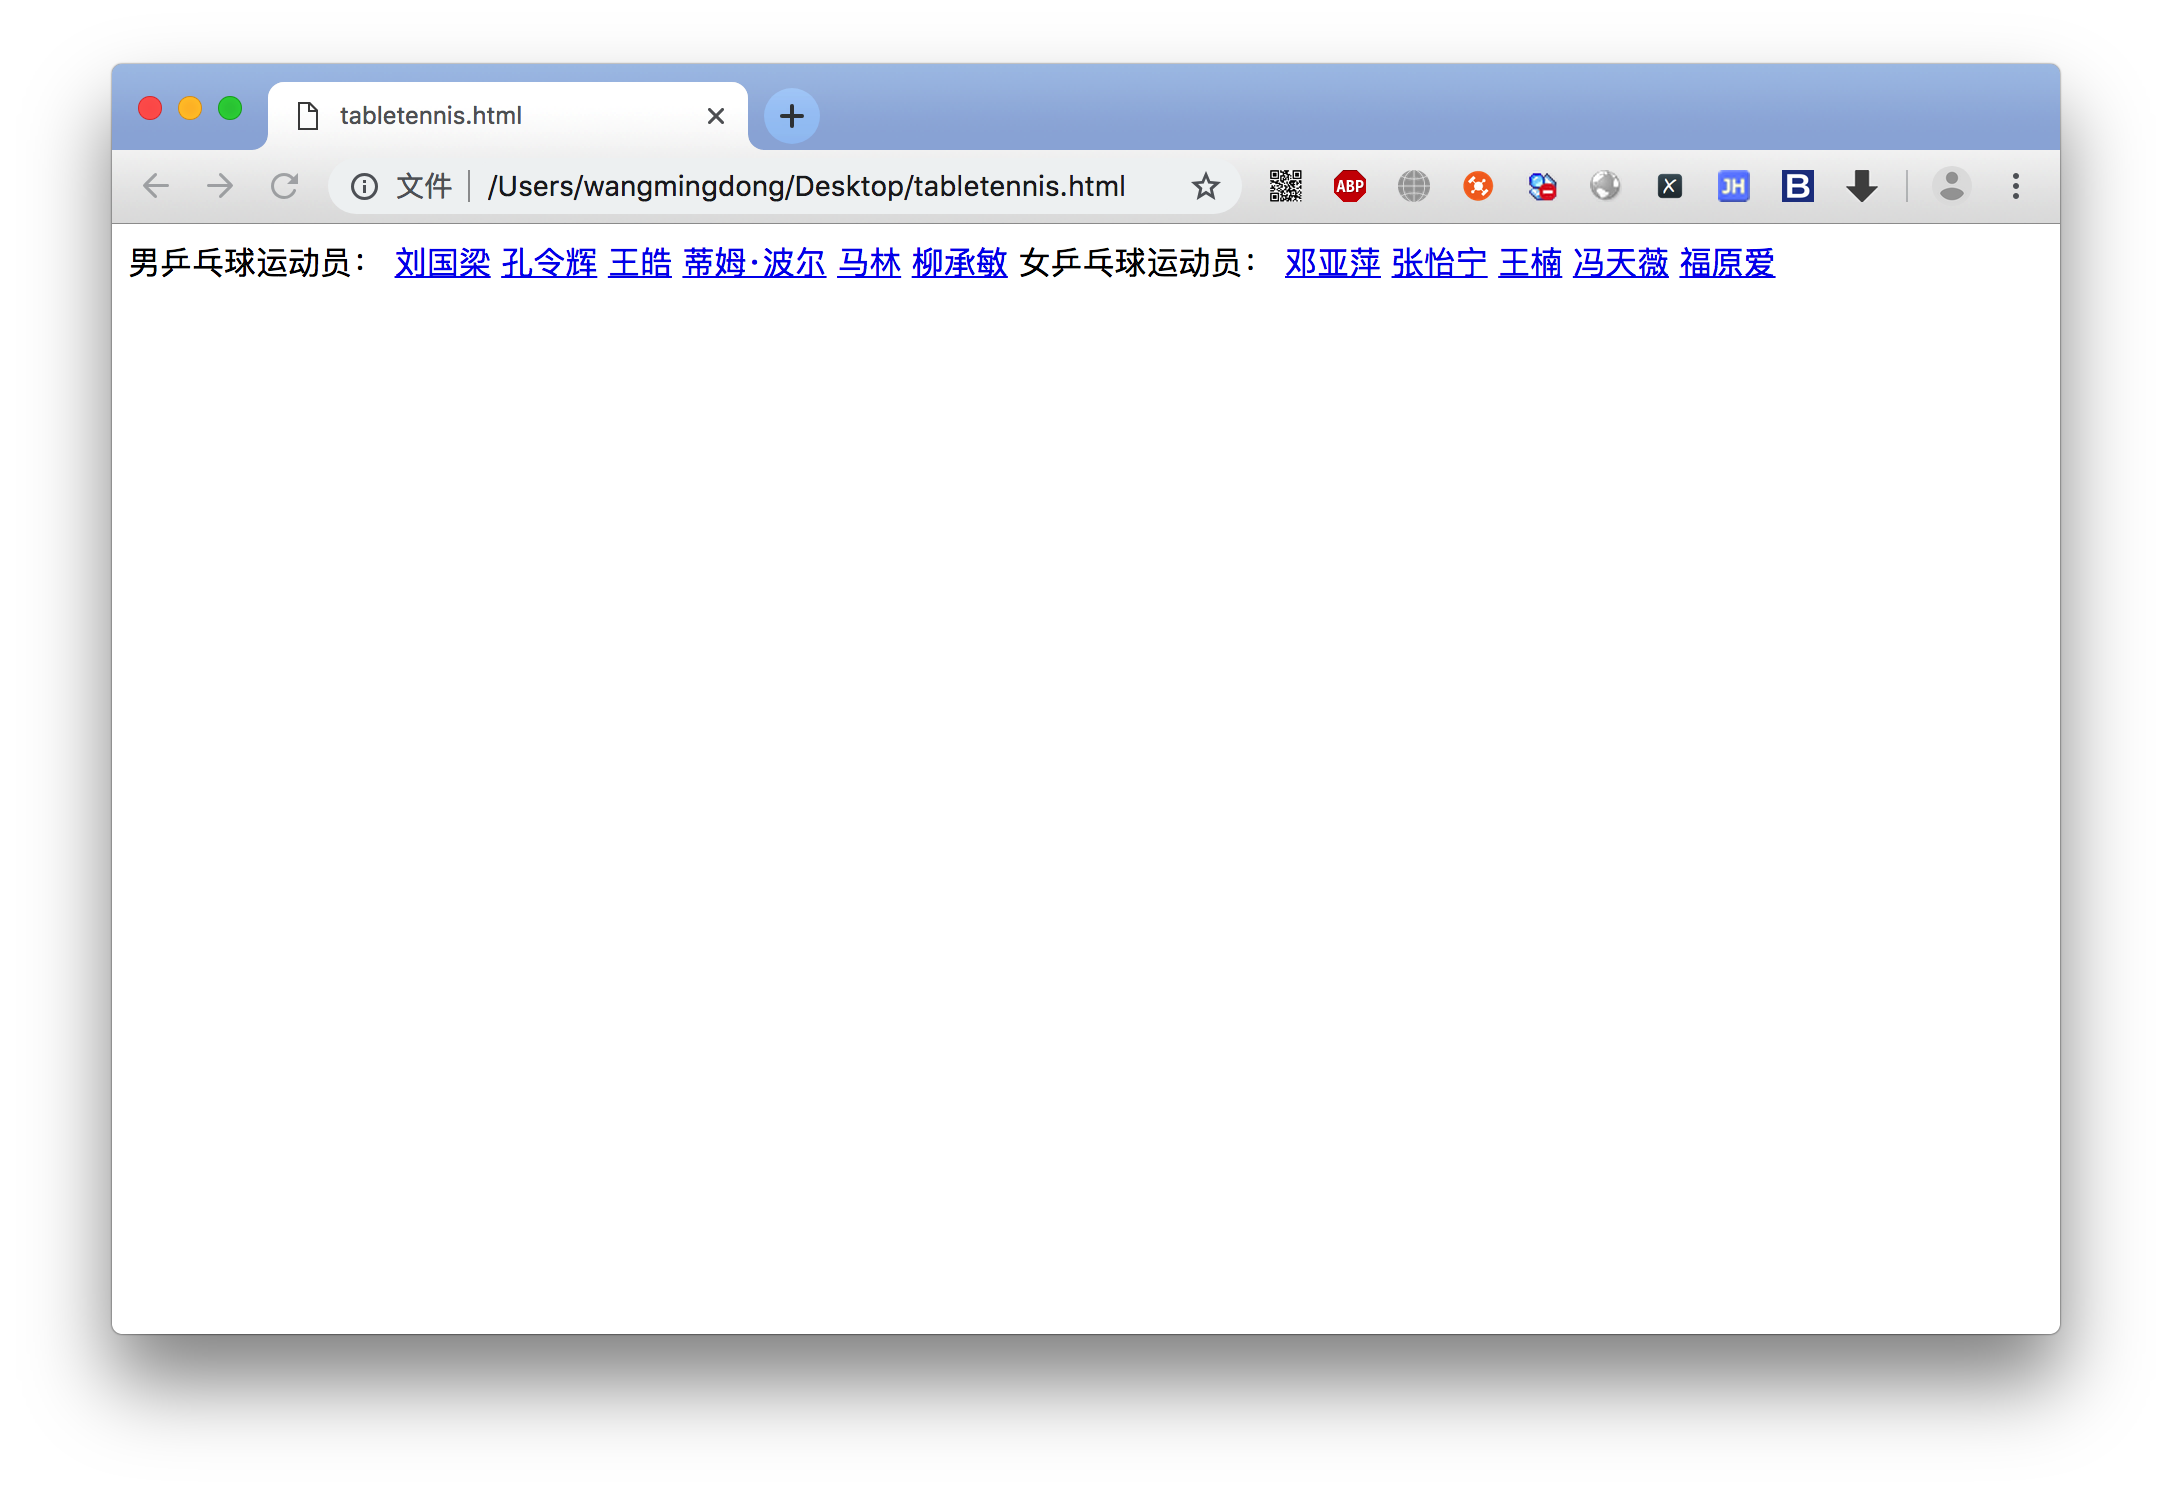 tabletennis.html
文件 /Users/wangmingdong/Desktop/tabletennis.html ABP X JH B
男乒乓球运动员： 刘国梁 孔令辉 王皓 蒂姆·波尔 马林 柳承敏 女乒乓球运动员： 邓亚萍 张怡宁 王楠 冯天薇 福原爱